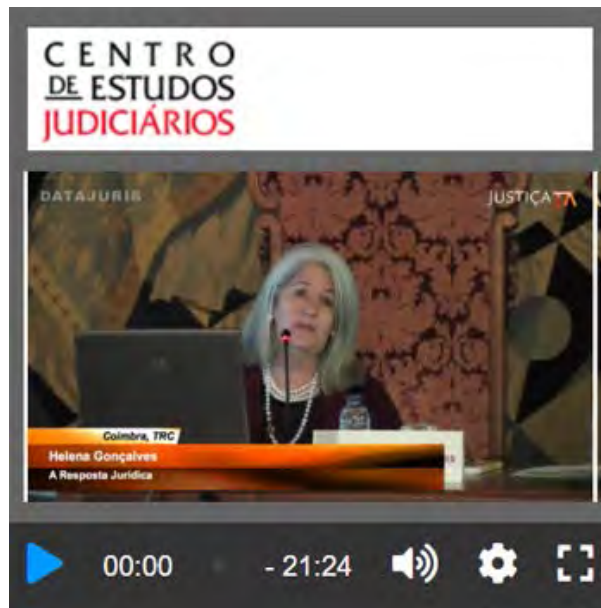 CENTRO
DE ESTUDOS
JUDICIÁRIOS
DATAJURIS
JUSTIÇA TV
Coimbra, TRC
Helena Gonçalves
A Resposta Jurídica
00:00
- 21:24